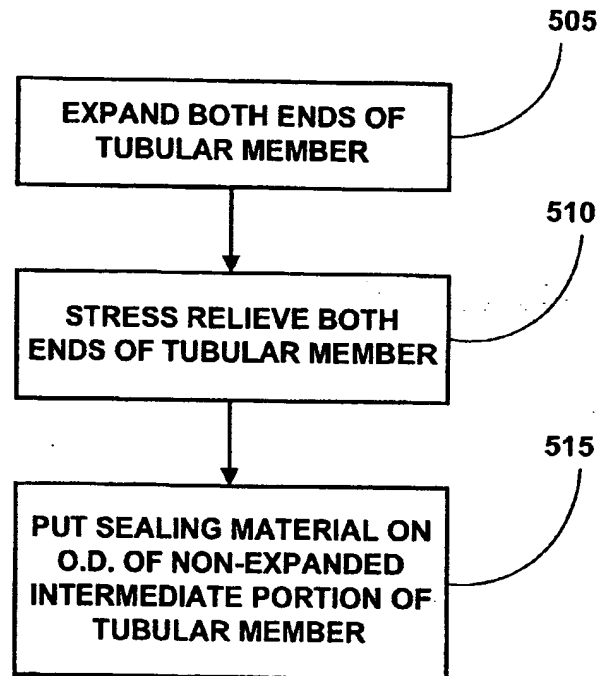 505
EXPAND BOTH ENDS OF
TUBULAR MEMBER
510
STRESS RELIEVE BOTH
ENDS OF TUBULAR MEMBER
515
PUT SEALING MATERIAL ON
O.D. OF NON-EXPANDED
INTERMEDIATE PORTION OF
TUBULAR MEMBER